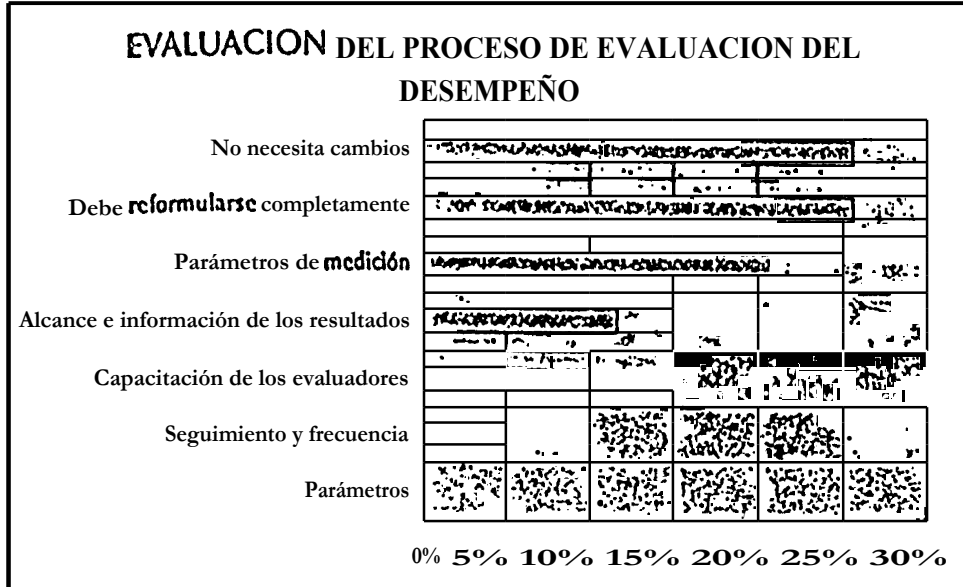 EVALUACION DEL PROCESO DE EVALUACION DEL
DESEMPEÑO
No necesita cambios
Debe reformularse completamente
Parámetros de medición
Alcance e información de los resultados
Capacitación de los evaluadores
Seguimiento y frecuencia
Parámetros
0% 5% 10% 15% 20% 25% 30%